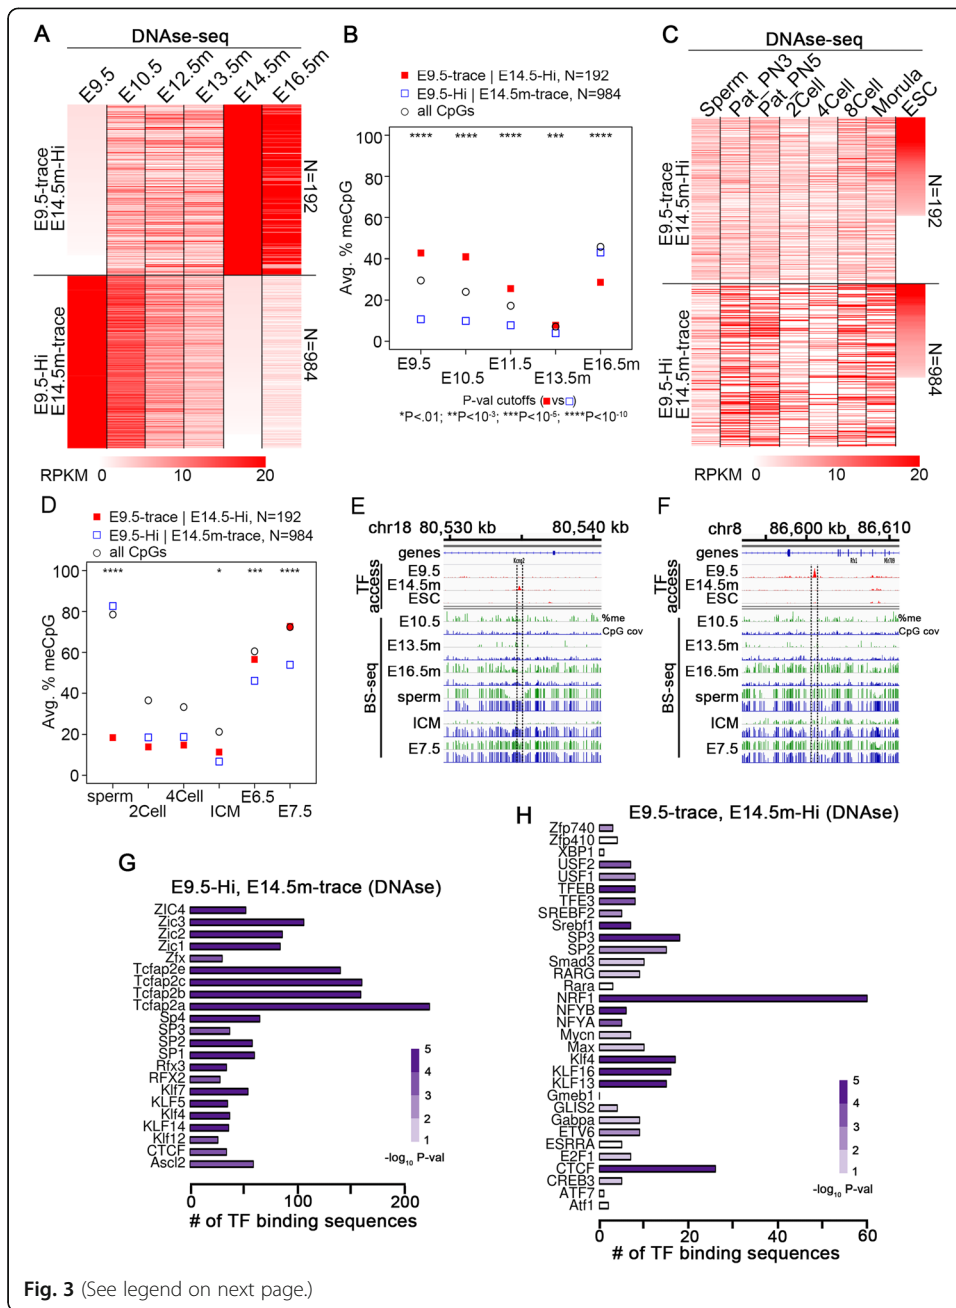 A
DNAse-seq
E9.5
E10.5
E12.5m
E13.5m
E14.5m
E16.5m
E9.5-trace
E14.5m-Hi
N=192
E9.5-Hi
E14.5m-trace
N=984
RPKM 0 10 20
B
E9.5-trace | E14.5-Hi, N=192
E9.5-Hi | E14.5m-trace, N=984
all CpGs
Avg. % meCpG
100
80
60
40
20
0
**** **** **** *** ****
E9.5 E11.5 E16.5m
E10.5 E13.5m
P-val cutoffs ( vs )
*P<.01; **P<10-3; ***P<10-5; ****P<10-10
C
DNAse-seq
Sperm
Pat_PN3
Pat_PN5
2Cell
4Cell
8Cell
Morula
ESC
E9.5-trace
E14.5m-Hi
N=192
E9.5-Hi
E14.5m-trace
N=984
RPKM 0 10 20
D
E9.5-trace | E14.5-Hi, N=192
E9.5-Hi | E14.5m-trace, N=984
all CpGs
Avg. % meCpG
100
80
60
40
20
0
**** * *** ****
sperm 4Cell E6.5
2Cell ICM E7.5
E
chr18 80,530 kb 80,540 kb
genes
Kcng2
TF access
E9.5
E14.5m
ESC
BS-seq
E10.5 %me
CpG cov
E13.5m
E16.5m
sperm
ICM
E7.5
F
chr8 86,600 kb 86,610
genes
Rfx1
TF access
E9.5
E14.5m
ESC
BS-seq
E10.5 %me
CpG cov
E13.5m
E16.5m
sperm
ICM
E7.5
G
E9.5-Hi, E14.5m-trace (DNAse)
ZIC4
Zic3
Zic2
Zic1
Zfx
Tcfap2e
Tcfap2c
Tcfap2b
Tcfap2a
Sp4
SP3
SP2
SP1
Rfx3
RFX2
Klf7
KLF5
Klf4
KLF14
Klf12
CTCF
Ascl2
5
4
3
2
1
-log10 P-val
0 100 200
# of TF binding sequences
H
E9.5-trace, E14.5m-Hi (DNAse)
Zfp740
Zfp410
XBP1
USF2
USF1
TFEB
TFE3
SREBF2
Srebf1
SP3
SP2
Smad3
RARG
Rara
NRF1
NFYB
NFYA
Mycn
Max
Klf4
KLF16
KLF13
Gmeb1
GLIS2
Gabpa
ETV6
ESRRA
E2F1
CTCF
CREB3
ATF7
Atf1
5
4
3
2
1
-log10 P-val
0 20 40 60
# of TF binding sequences
Fig. 3 (See legend on next page.)